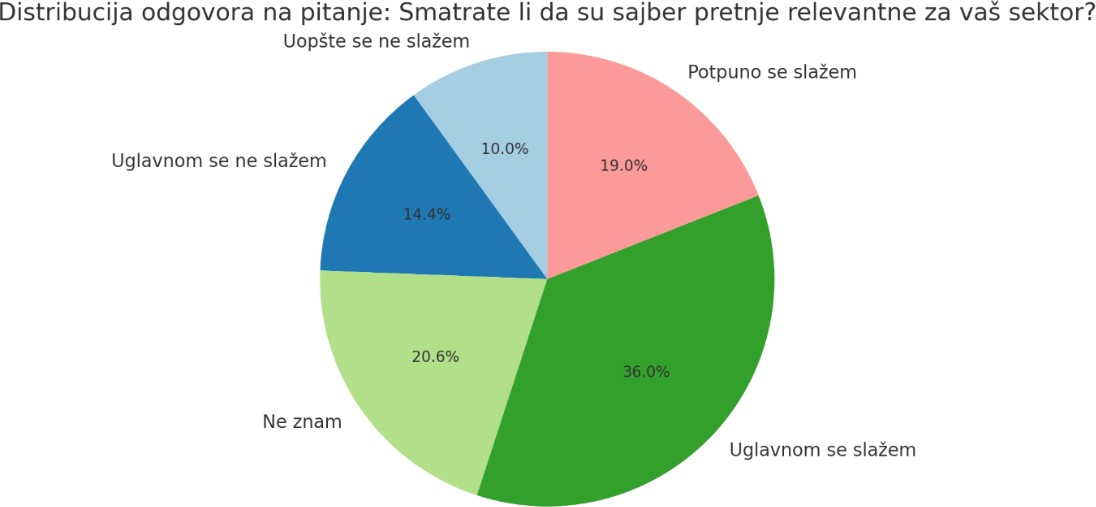 Distribucija odgovora na pitanje: Smatrate li da su sajber pretnje relevantne za vaš sektor?
Uopšte se ne slažem
Potpuno se slažem
10.0%
19.0%
Uglavnom se ne slažem
14.4%
20.6%
36.0%
Ne znam
Uglavnom se slažem